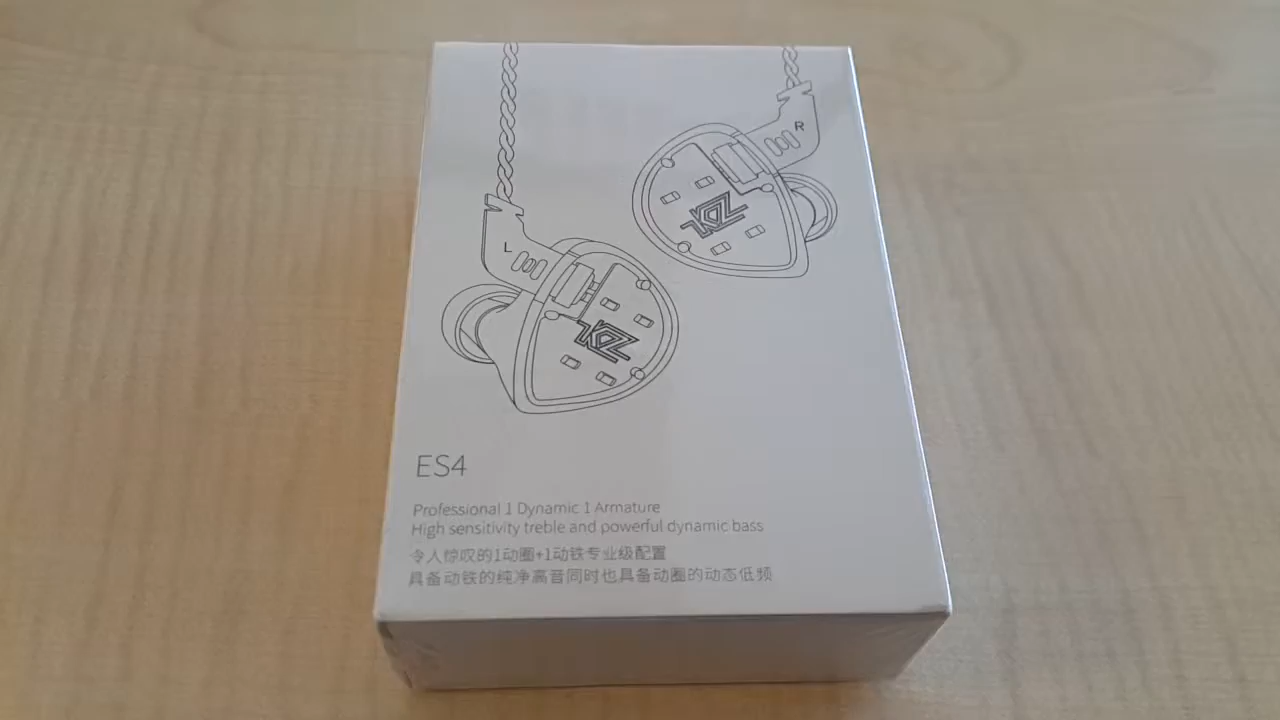 R
KZ
L
KZ
ES4
Professional 1 Dynamic 1 Armature
High sensitivity treble and powerful dynamic bass
令人惊叹的1动圈+1动铁专业级配置
具备动铁的纯净高音同时也具备动圈的动态低频